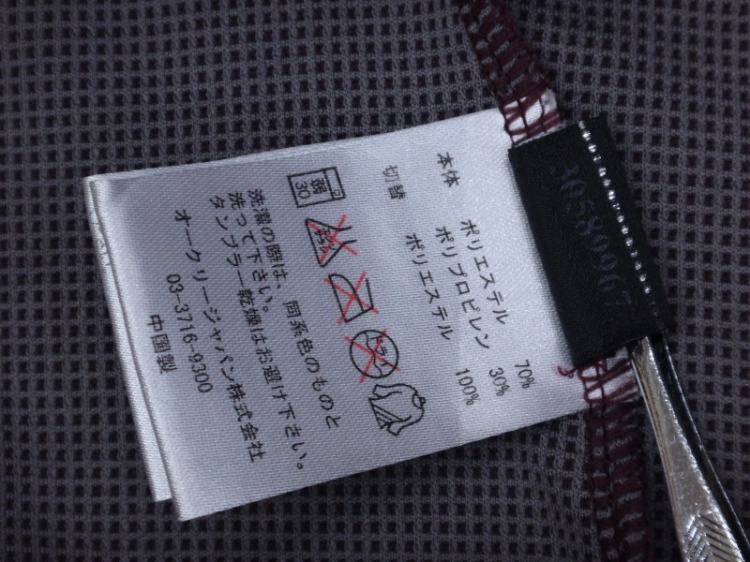 本体 ポリエステル 70%
ポリプロピレン 30%
切替 ポリエステル 100%
弱
30
洗濯の際は、同系色のものと
洗って下さい。
タンブラー乾燥はお避け下さい。
オークリージャパン株式会社
03-3716-9300
中国製
30589967